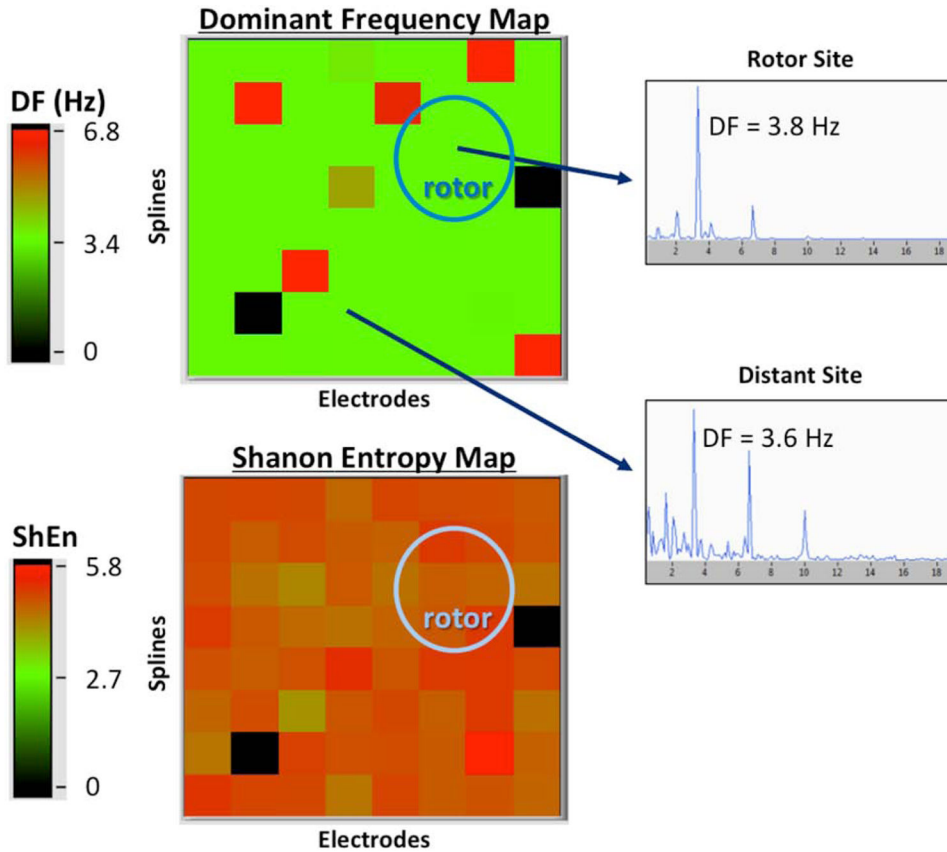 Dominant Frequency Map
DF (Hz)
6.8
3.4
0
Splines
rotor
Electrodes
Rotor Site
DF = 3.8 Hz
2 4 6 8 10 12 14 16 18
Distant Site
DF = 3.6 Hz
2 4 6 8 10 12 14 16 18
Shanon Entropy Map
ShEn
5.8
2.7
0
Splines
rotor
Electrodes